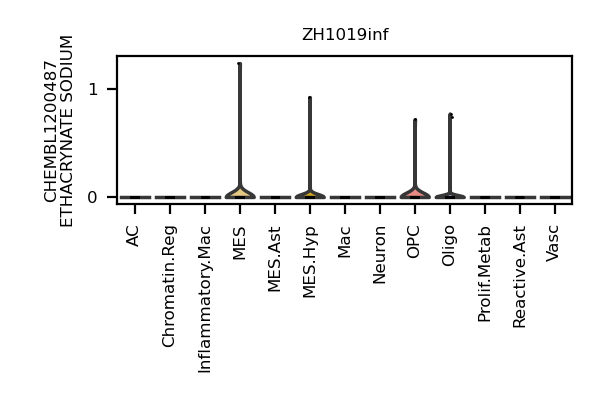 ZH1019inf
CHEMBL1200487
ETHACRYNATE SODIUM
1
0
AC
Chromatin.Reg
Inflammatory.Mac
MES
MES.Ast
MES.Hyp
Mac
Neuron
OPC
Oligo
Prolif.Metab
Reactive.Ast
Vasc